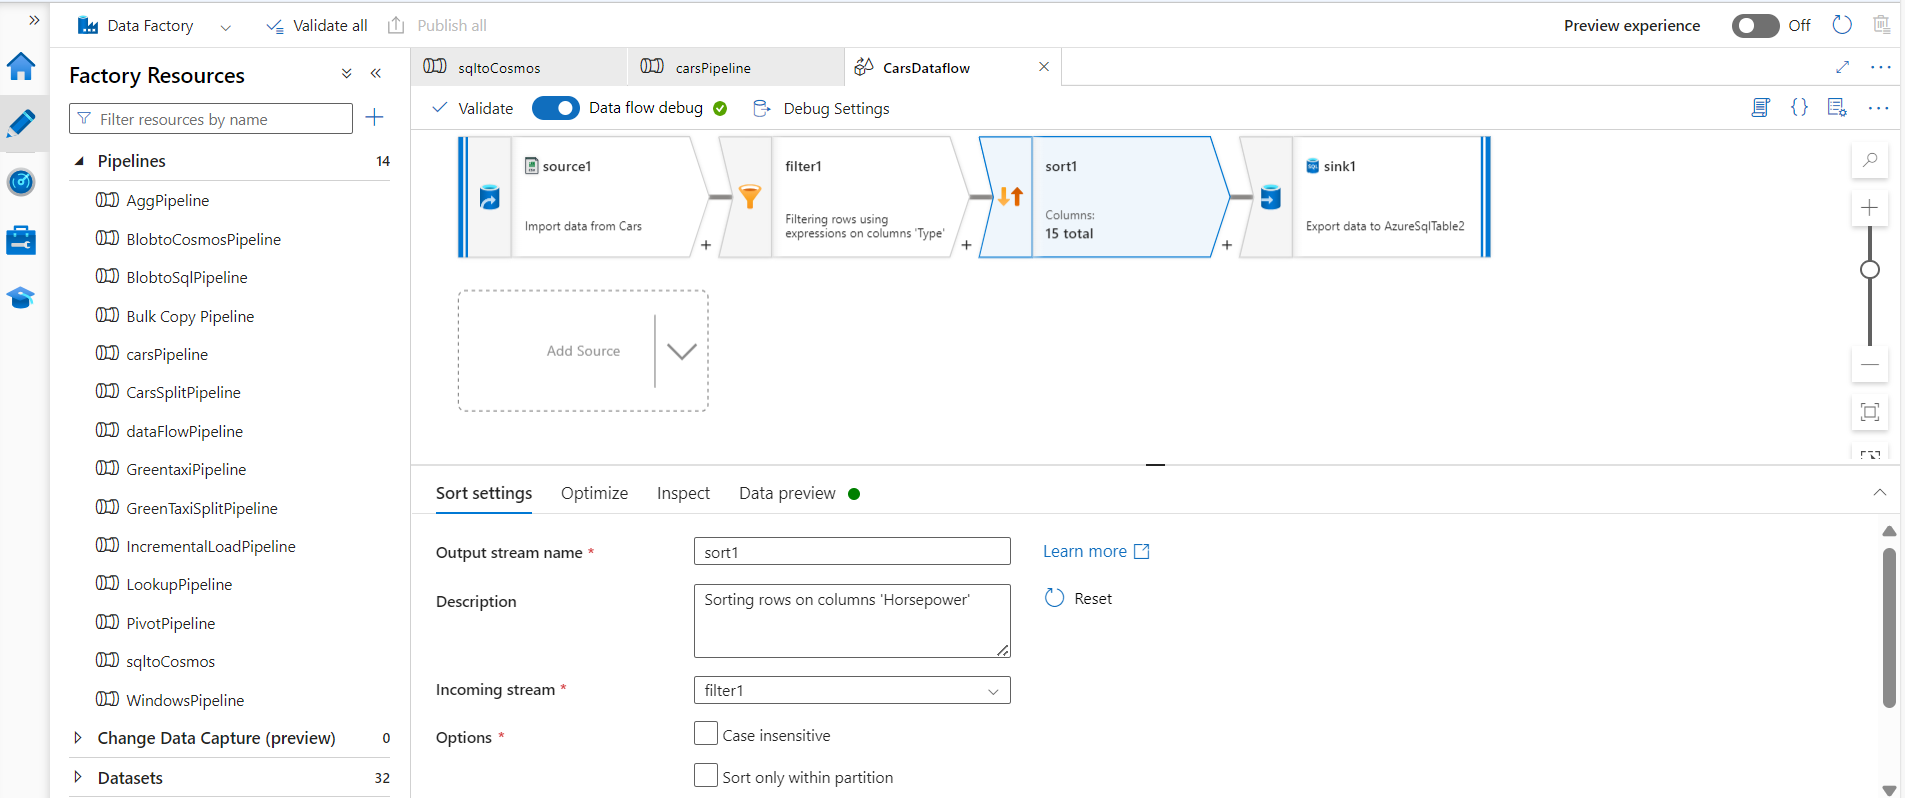 Data Factory
Validate all
Publish all
Preview experience
Off
Factory Resources
Filter resources by name
Pipelines 14
AggPipeline
BlobtoCosmosPipeline
BlobtoSqlPipeline
Bulk Copy Pipeline
carsPipeline
CarsSplitPipeline
dataFlowPipeline
GreentaxiPipeline
GreenTaxiSplitPipeline
IncrementalLoadPipeline
LookupPipeline
PivotPipeline
sqltoCosmos
WindowsPipeline
Change Data Capture (preview) 0
Datasets 32
sqltoCosmos
carsPipeline
CarsDataflow
Validate
Data flow debug
Debug Settings
source1
Import data from Cars
+
filter1
Filtering rows using
expressions on columns 'Type'
+
sort1
Columns:
15 total
+
sink1
Export data to AzureSqlTable2
Add Source
Sort settings
Optimize
Inspect
Data preview
Output stream name *
sort1
Learn more
Description
Sorting rows on columns 'Horsepower'
Reset
Incoming stream *
filter1
Options *
Case insensitive
Sort only within partition